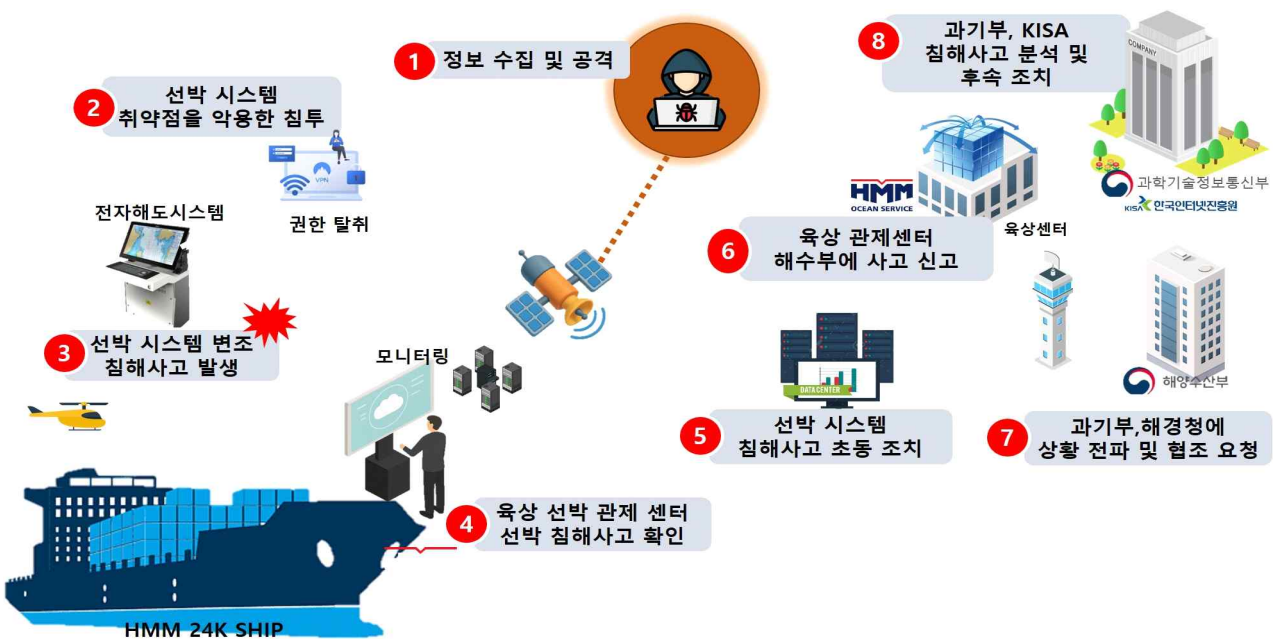 1
정보 수집 및 공격
2
선박 시스템
취약점을 악용한 침투
VPN
권한 탈취
전자해도시스템
3
선박 시스템 변조
침해사고 발생
모니터링
4
육상 선박 관제 센터
선박 침해사고 확인
HMM 24K SHIP
DATA CENTER
5
선박 시스템
침해사고 초동 조치
HMM
OCEAN SERVICE
육상센터
6
육상 관제센터
해수부에 사고 신고
해양수산부
7
과기부,해경청에
상황 전파 및 협조 요청
8
과기부, KISA
침해사고 분석 및
후속 조치
COMPANY
과학기술정보통신부
KISA 한국인터넷진흥원